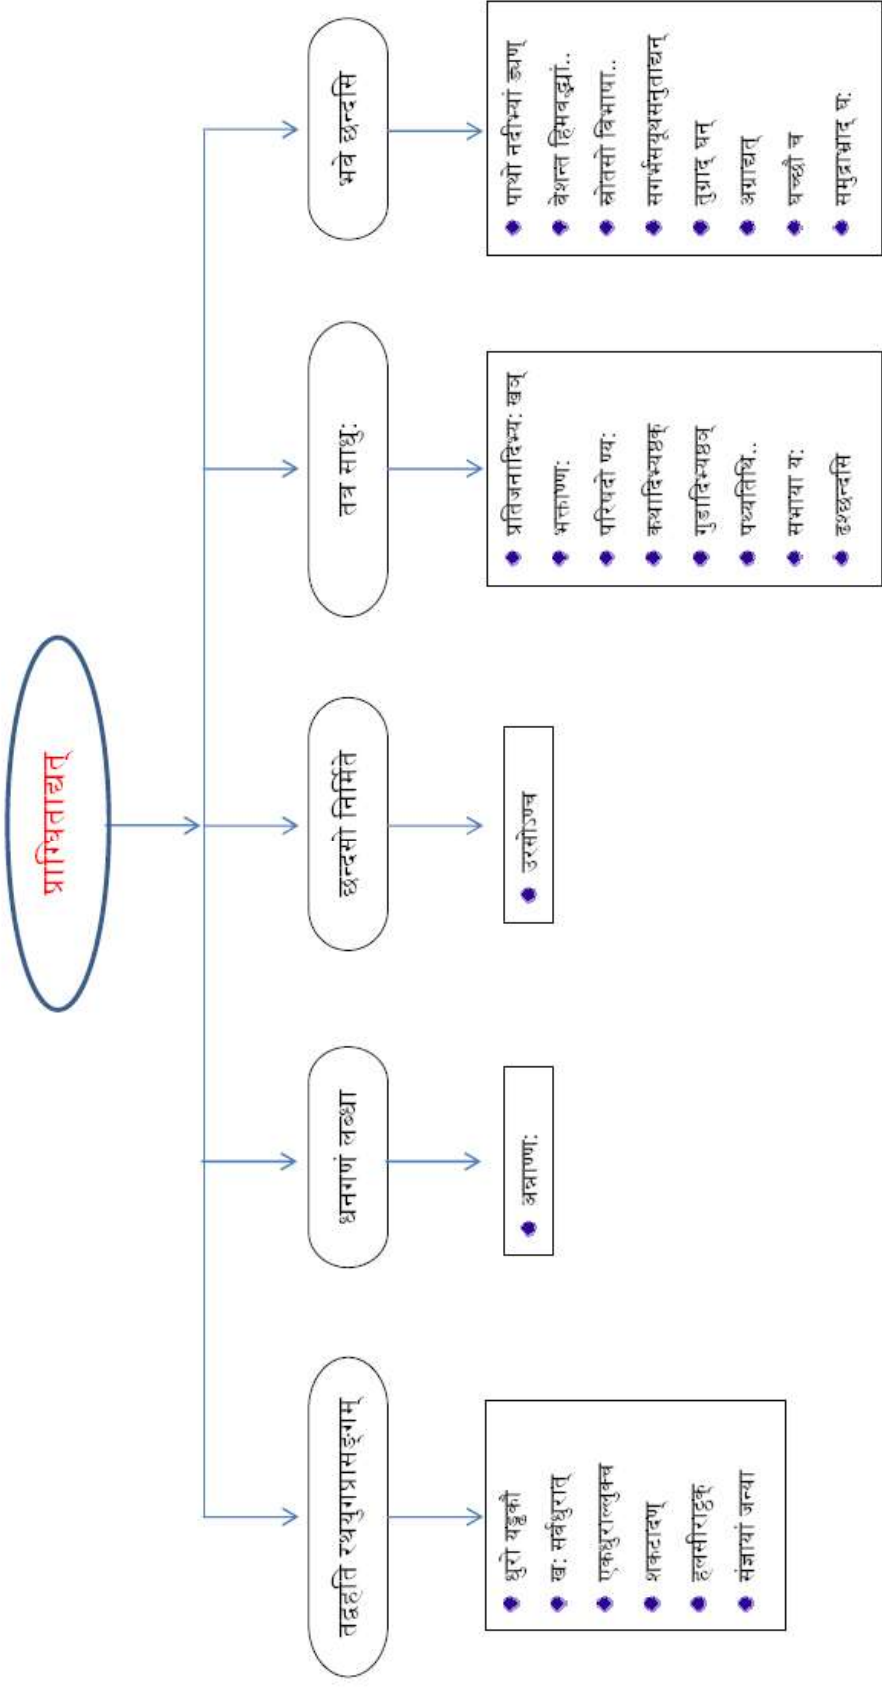 प्राग्घिताद्यत्
तद्वहति रथयुगप्रासङ्गम्
धनगणं लब्धा
छन्दसो निर्मिते
तत्र साधु:
भवे छन्दसि
धुरो यड्ढकौ
ख: सर्वधुरात्
एकधुराल्लुक्च
शकटादण्
हलसीराट्ठक्
संज्ञायां जन्या
अन्नाण्ण:
उरसोऽण्च
प्रतिजनादिभ्य: खञ्
भक्ताण्ण:
परिषदो ण्य:
कथादिभ्यष्ठक्
गुडादिभ्यष्ठञ्
पथ्यतिथि..
सभाया य:
ढश्छन्दसि
पाथो नदीभ्यां ड्यण्
वेशन्त हिमवद्भ्यां..
स्रोतसो विभाषा..
सगर्भसयूथसनुताद्यन्
तुग्राद् घन्
अग्राद्यत्
घच्छौ च
समुद्राभ्राद् घ: